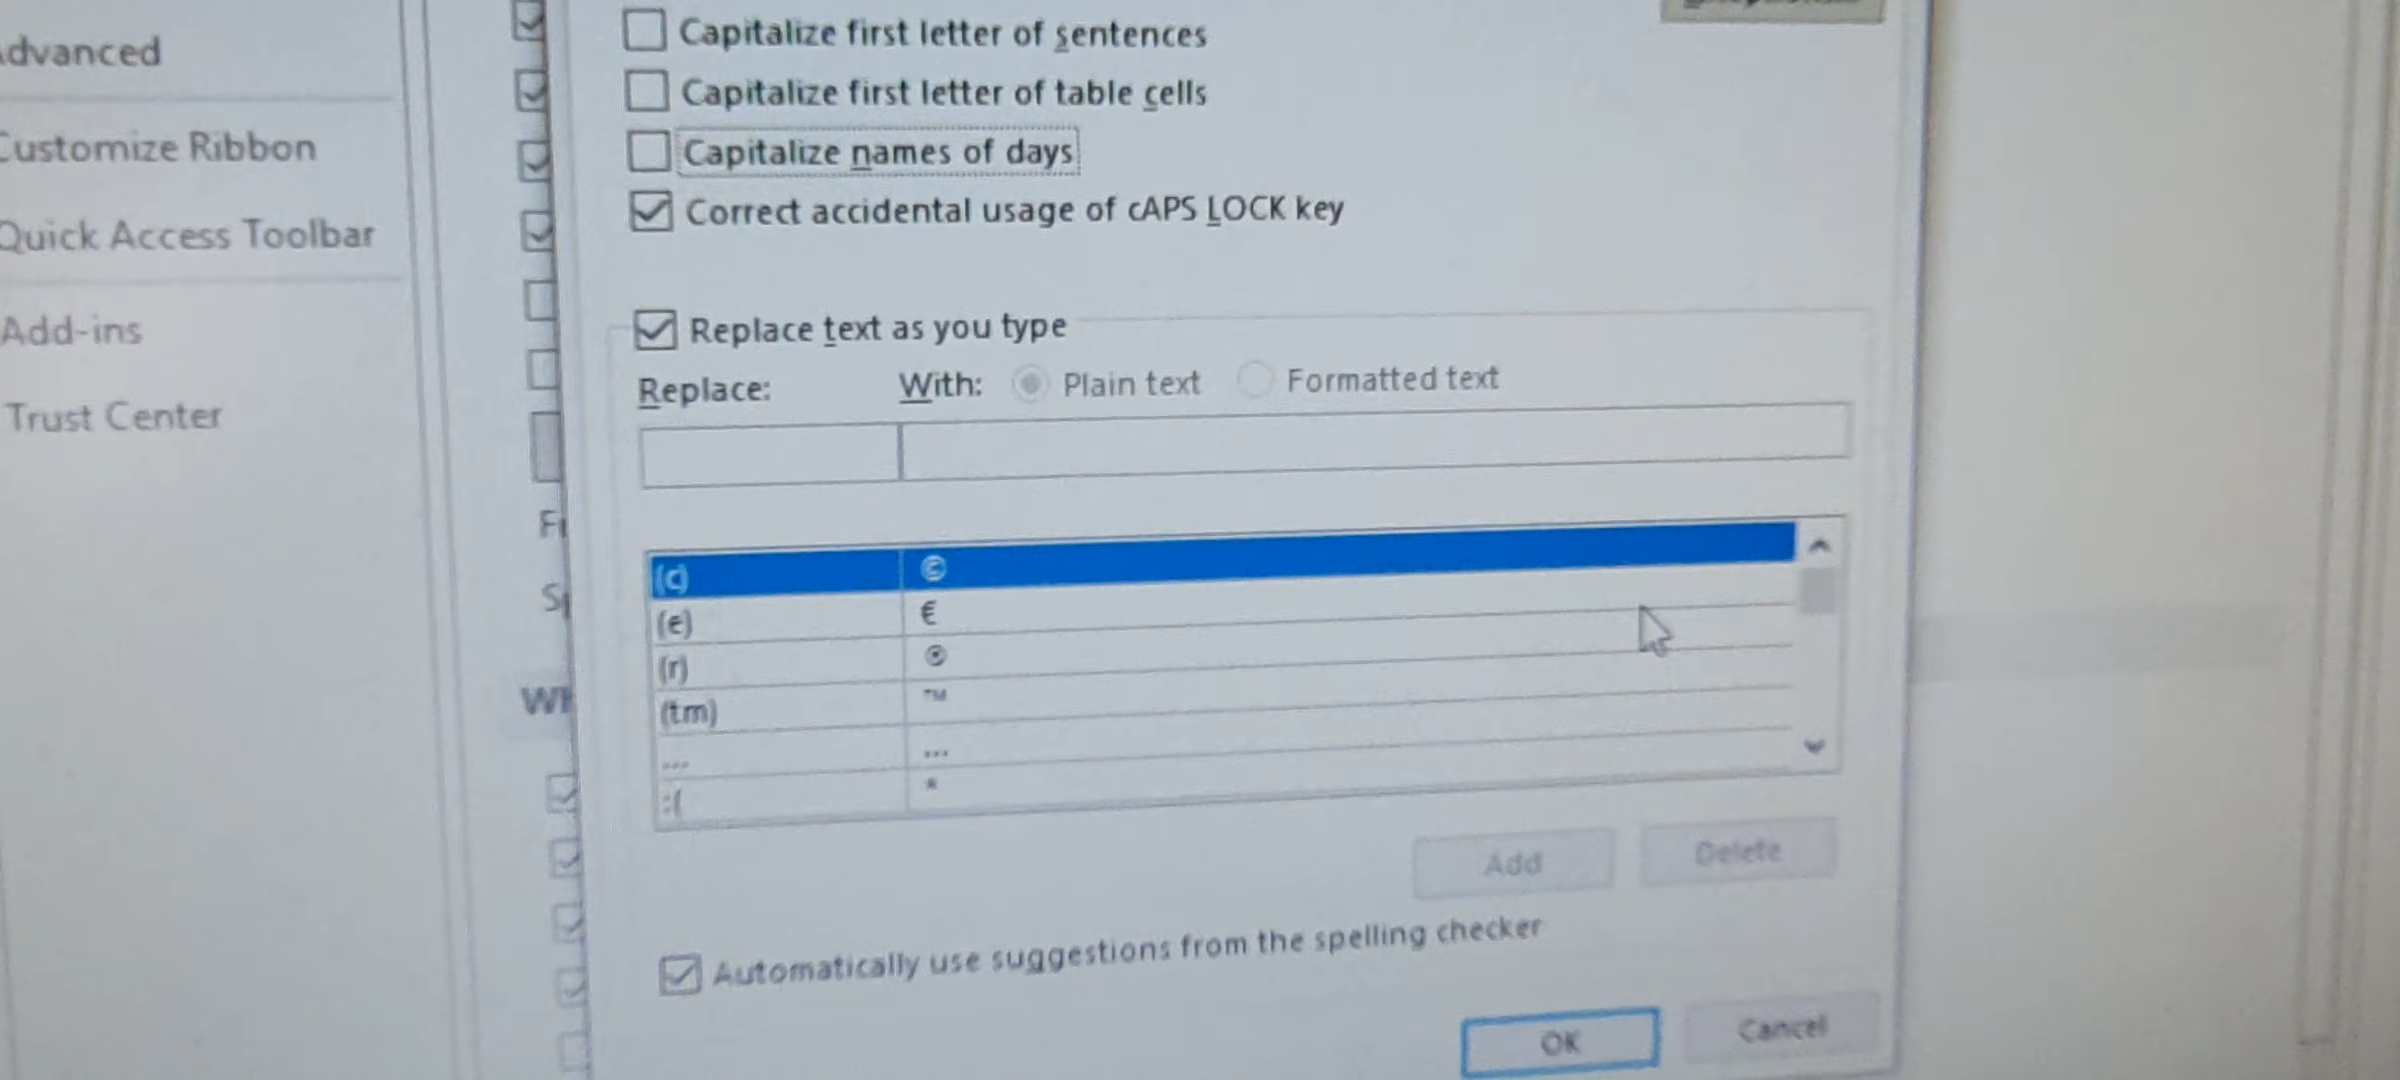 Advanced
Customize Ribbon
Quick Access Toolbar
Add-ins
Trust Center
Capitalize first letter of sentences
Capitalize first letter of table cells
Capitalize names of days
Correct accidental usage of cAPS LOCK key
Replace text as you type
Replace: With: Plain text Formatted text
(c) ©
(e) €
(r) ®
(tm) ™
... ...
:(
Add Delete
Automatically use suggestions from the spelling checker
OK Cancel